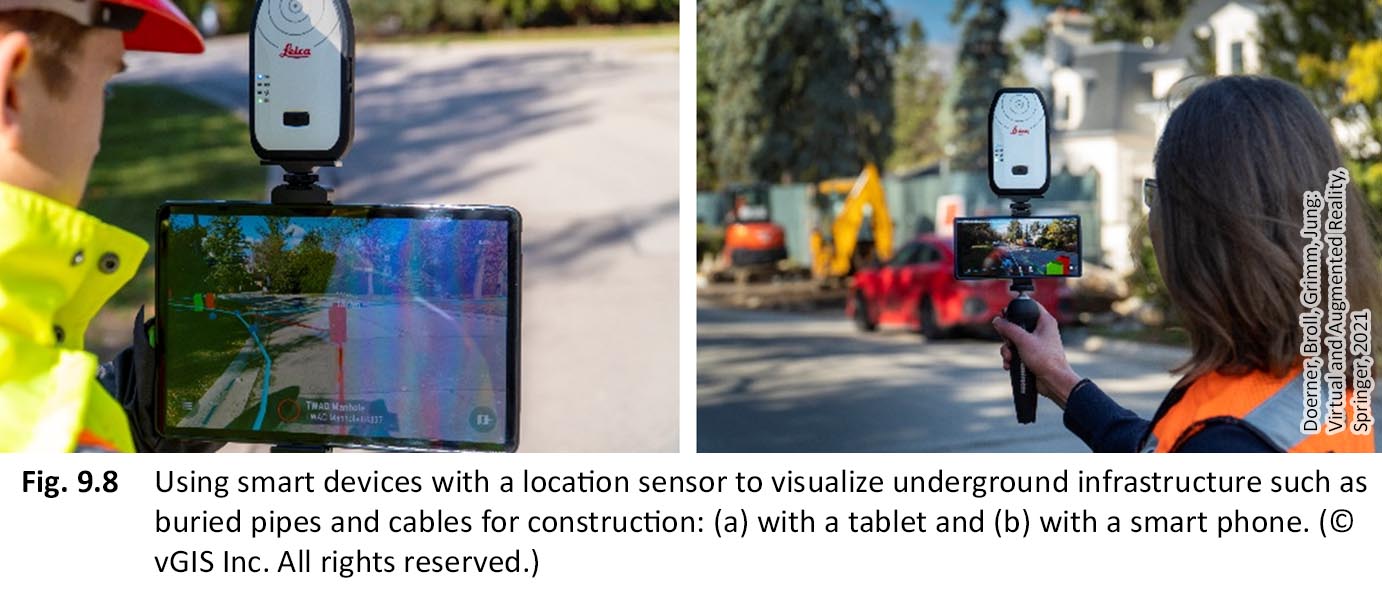 Leica
TWAD Manhole
Leica
Doerner, Broll, Grimm, Jung:
Virtual and Augmented Reality,
Springer, 2021
Fig. 9.8 Using smart devices with a location sensor to visualize underground infrastructure such as
buried pipes and cables for construction: (a) with a tablet and (b) with a smart phone. (©
vGIS Inc. All rights reserved.)